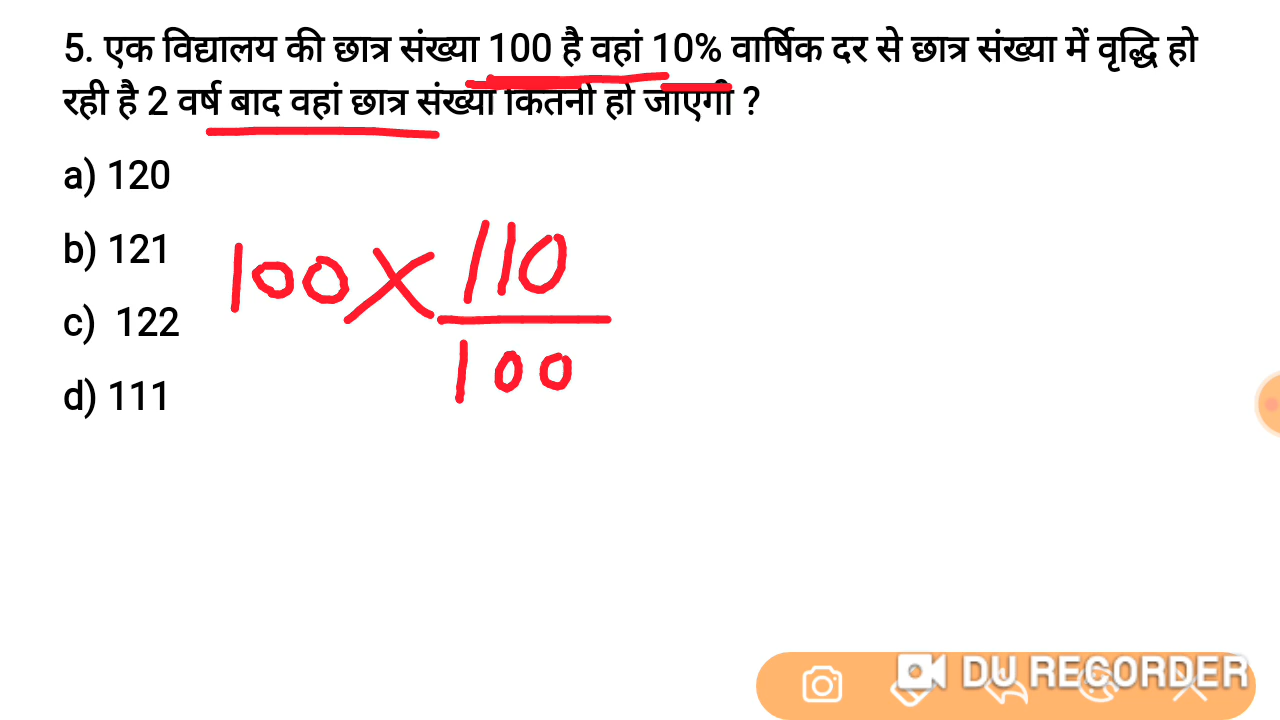 5. एक विद्यालय की छात्र संख्या 100 है वहां 10% वार्षिक दर से छात्र संख्या में वृद्धि हो
रही है 2 वर्ष बाद वहां छात्र संख्या कितनी हो जाएगी ?
a) 120
b) 121
c) 122
d) 111
100 X 110
100
DU RECORDER